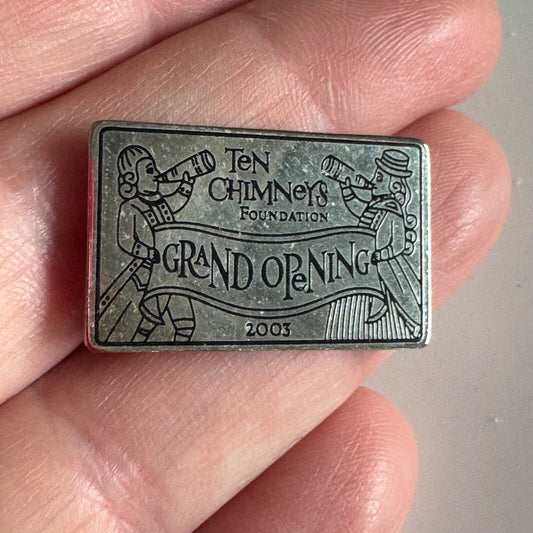 TeN
CHIMNeYS
FOUNDATION
GRaND OPeNING
2003